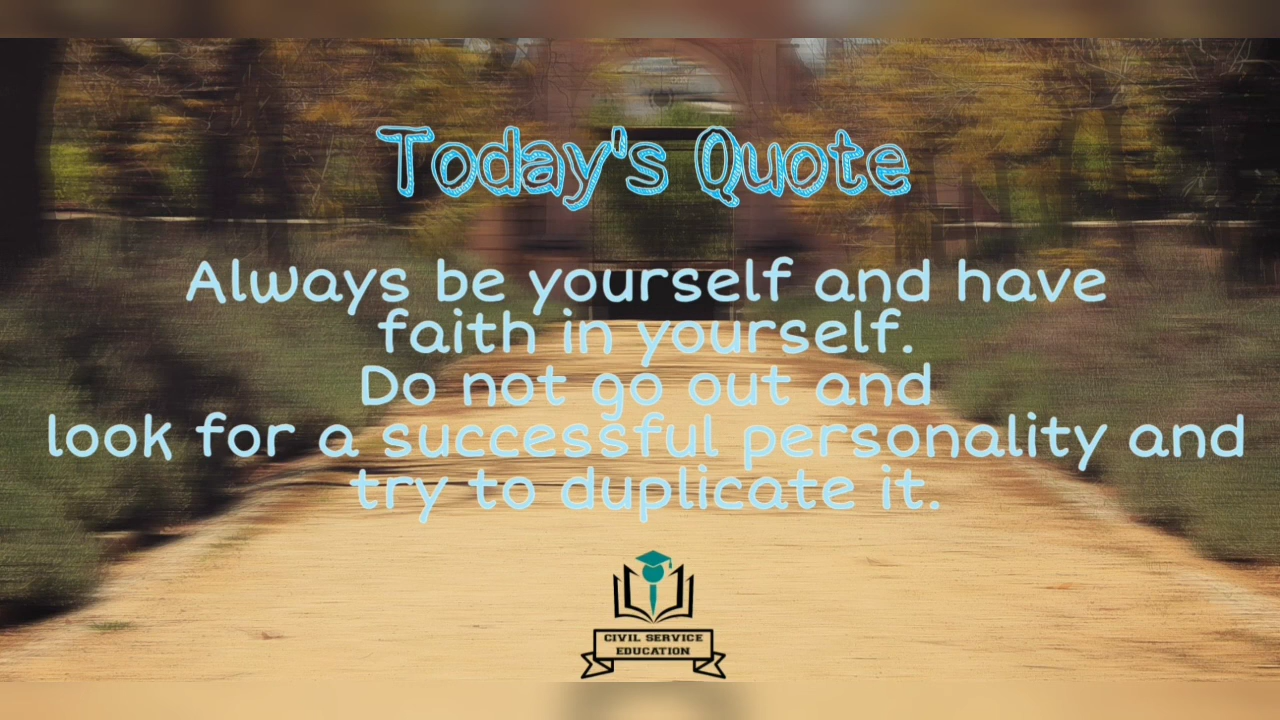 Today's Quote
Always be yourself and have
faith in yourself.
Do not go out and
look for a successful personality and
try to duplicate it.
CIVIL SERVICE
EDUCATION